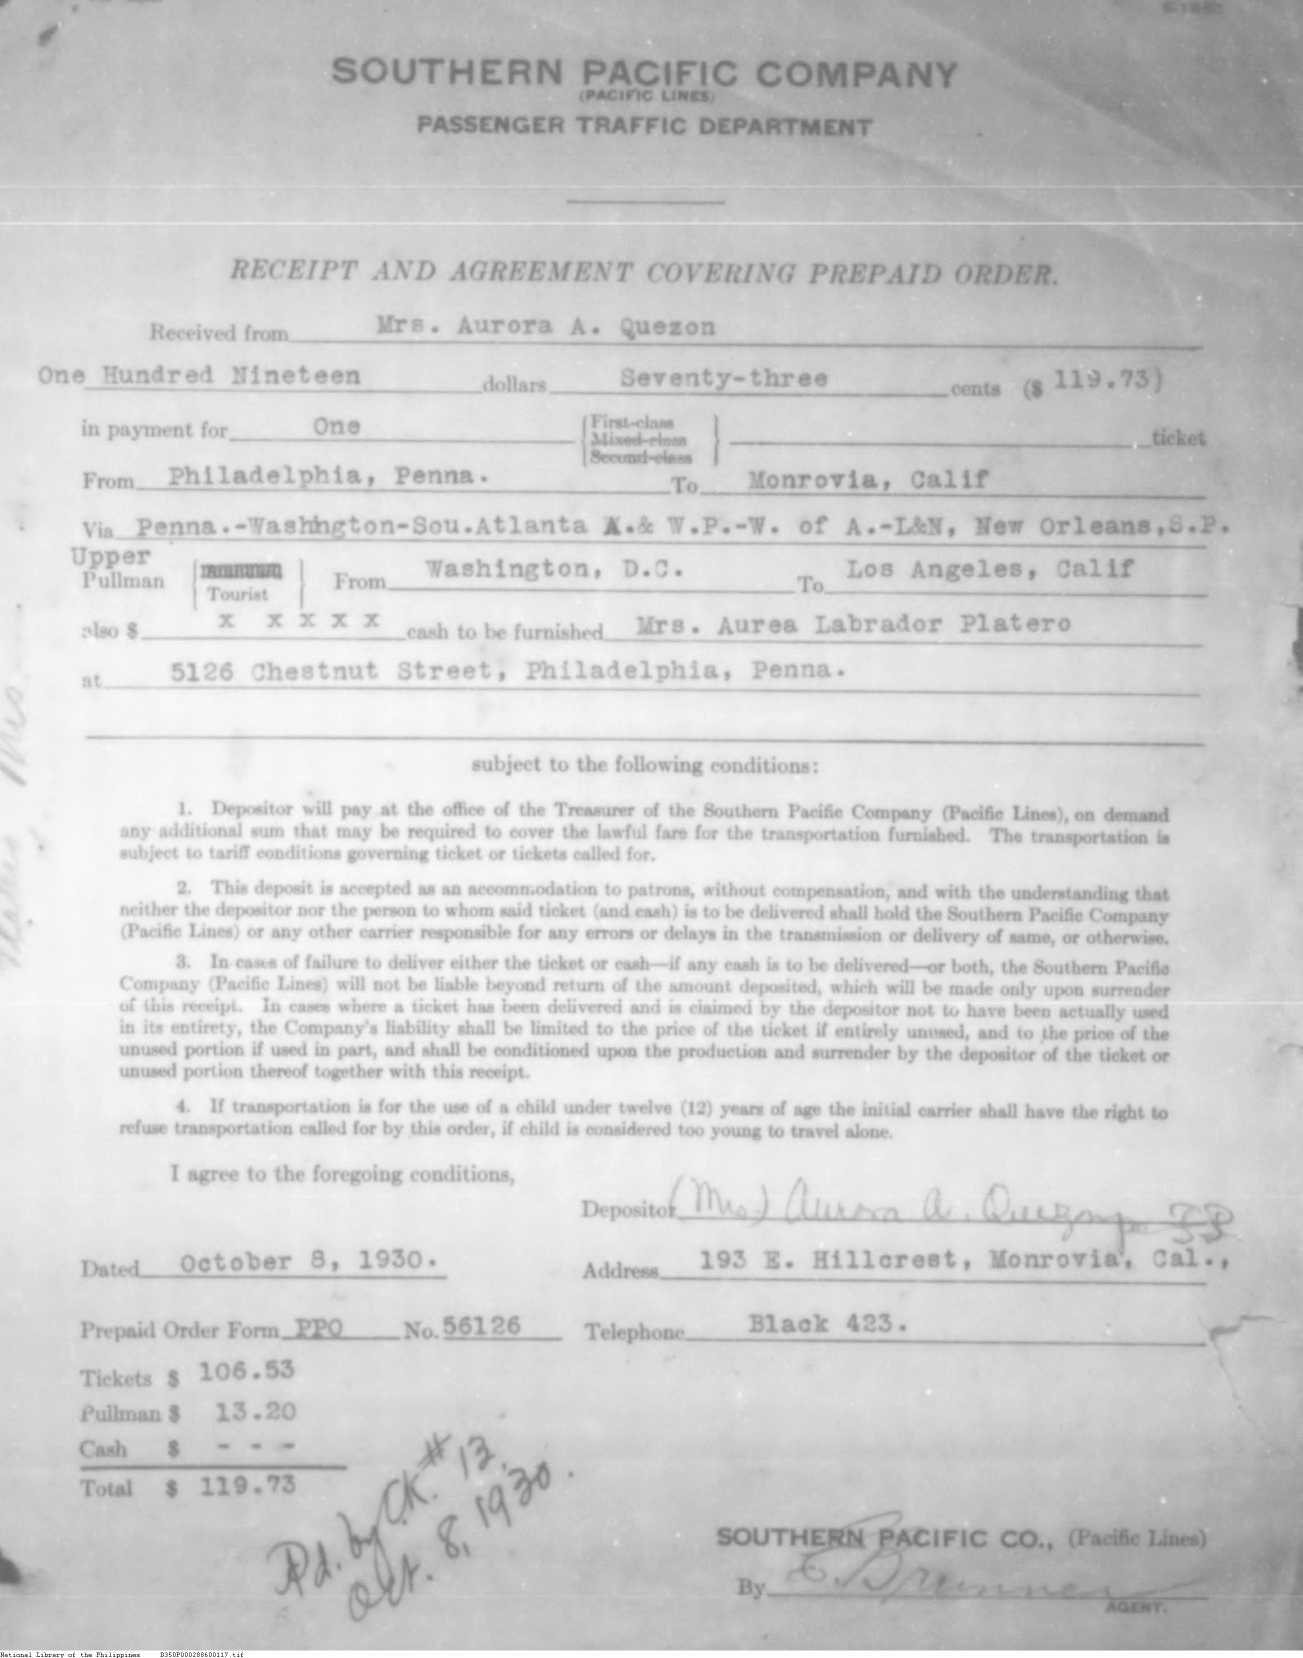 SOUTHERN PACIFIC COMPANY
(PACIFIC LINES)
PASSENGER TRAFFIC DEPARTMENT
RECEIPT AND AGREEMENT COVERING PREPAID ORDER.
Received from Mrs. Aurora A. Quezon
One Hundred Nineteen dollars Seventy-three cents ($ 119.73)
in payment for One First-class Mixed-class Second-class ticket
From Philadelphia, Penna. To Monrovia, Calif
Via Penna.-Washington-Sou.Atlanta A.& W.P.-W. of A.-L&N, New Orleans,S.P.
Upper
Pullman Tourist From Washington, D.C. To Los Angeles, Calif
also $ x x x x x cash to be furnished Mrs. Aurea Labrador Platero
at 5126 Chestnut Street, Philadelphia, Penna.
subject to the following conditions:
1. Depositor will pay at the office of the Treasurer of the Southern Pacific Company (Pacific Lines), on demand
any additional sum that may be required to cover the lawful fare for the transportation furnished. The transportation is
subject to tariff conditions governing ticket or tickets called for.
2. This deposit is accepted as an accommodation to patrons, without compensation, and with the understanding that
neither the depositor nor the person to whom said ticket (and cash) is to be delivered shall hold the Southern Pacific Company
(Pacific Lines) or any other carrier responsible for any errors or delays in the transmission or delivery of same, or otherwise.
3. In cases of failure to deliver either the ticket or cash—if any cash is to be delivered—or both, the Southern Pacific
Company (Pacific Lines) will not be liable beyond return of the amount deposited, which will be made only upon surrender
of this receipt. In cases where a ticket has been delivered and is claimed by the depositor not to have been actually used
in its entirety, the Company's liability shall be limited to the price of the ticket if entirely unused, and to the price of the
unused portion if used in part, and shall be conditioned upon the production and surrender by the depositor of the ticket or
unused portion thereof together with this receipt.
4. If transportation is for the use of a child under twelve (12) years of age the initial carrier shall have the right to
refuse transportation called for by this order, if child is considered too young to travel alone.
I agree to the foregoing conditions,
Depositor (Mrs) Aurora A. Quezon
Dated October 8, 1930. Address 193 E. Hillcrest, Monrovia, Cal.,
Prepaid Order Form PPO No. 56126 Telephone Black 423.
Tickets $ 106.53
Pullman $ 13.20
Cash $ - - -
Total $ 119.73
Pd. by CK. # 13.
Oct. 8, 1930.
SOUTHERN PACIFIC CO., (Pacific Lines)
By E. Brunner
AGENT.
National Library of the Philippines B350P000288600117.tif